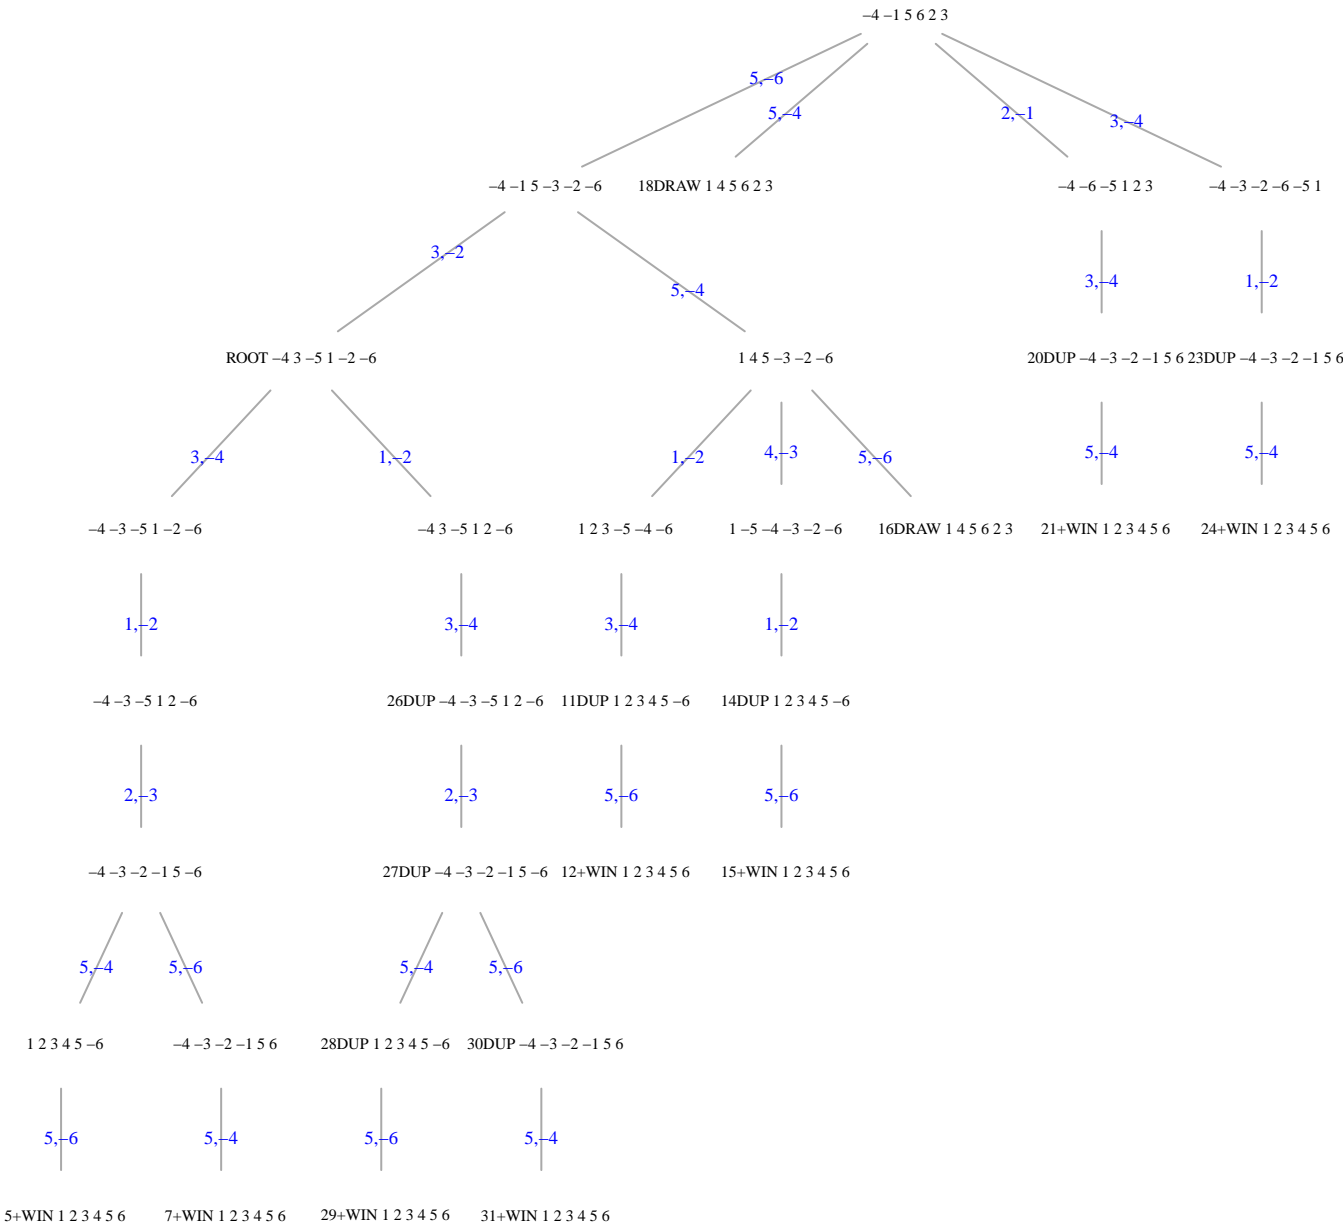 −4 −1 5 6 2 3
5,−6
5,−4
2,−1
3,−4
−4 −1 5 −3 −2 −6
18DRAW 1 4 5 6 2 3
−4 −6 −5 1 2 3
−4 −3 −2 −6 −5 1
3,−2
5,−4
3,−4
1,−2
ROOT −4 3 −5 1 −2 −6
1 4 5 −3 −2 −6
20DUP −4 −3 −2 −1 5 6
23DUP −4 −3 −2 −1 5 6
3,−4
1,−2
1,−2
4,−3
5,−6
5,−4
5,−4
−4 −3 −5 1 −2 −6
−4 3 −5 1 2 −6
1 2 3 −5 −4 −6
1 −5 −4 −3 −2 −6
16DRAW 1 4 5 6 2 3
21+WIN 1 2 3 4 5 6
24+WIN 1 2 3 4 5 6
1,−2
3,−4
3,−4
1,−2
−4 −3 −5 1 2 −6
26DUP −4 −3 −5 1 2 −6
11DUP 1 2 3 4 5 −6
14DUP 1 2 3 4 5 −6
2,−3
2,−3
5,−6
5,−6
−4 −3 −2 −1 5 −6
27DUP −4 −3 −2 −1 5 −6
12+WIN 1 2 3 4 5 6
15+WIN 1 2 3 4 5 6
5,−4
5,−6
5,−4
5,−6
1 2 3 4 5 −6
−4 −3 −2 −1 5 6
28DUP 1 2 3 4 5 −6
30DUP −4 −3 −2 −1 5 6
5,−6
5,−4
5,−6
5,−4
5+WIN 1 2 3 4 5 6
7+WIN 1 2 3 4 5 6
29+WIN 1 2 3 4 5 6
31+WIN 1 2 3 4 5 6